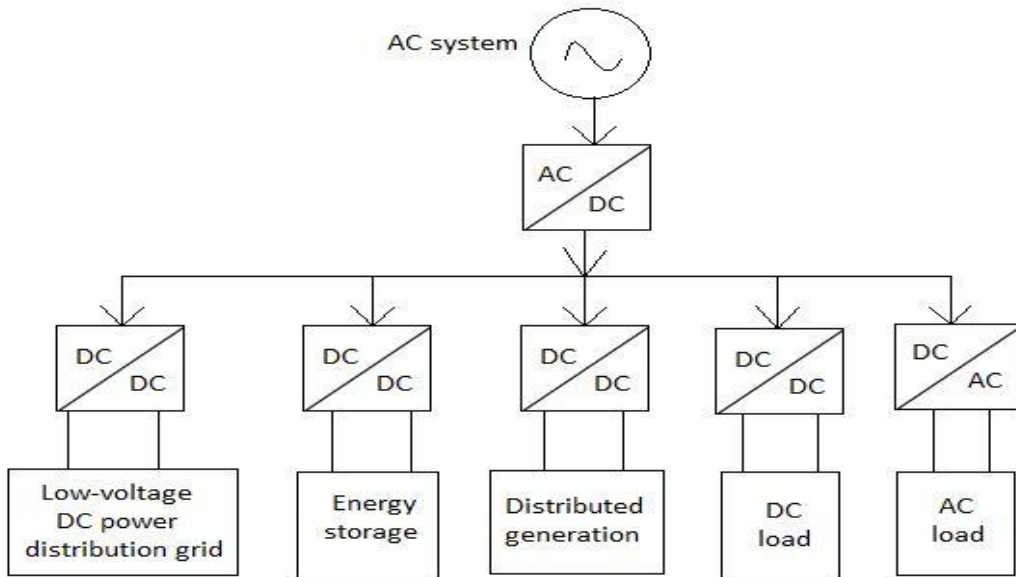 AC system
AC
DC
DC
DC
DC
DC
DC
DC
DC
DC
DC
AC
Low-voltage
DC power
distribution grid
Energy
storage
Distributed
generation
DC
load
AC
load